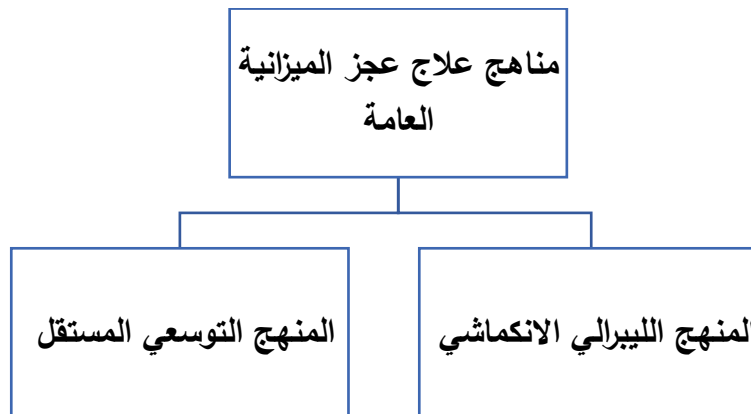 مناهج علاج عجز الميزانية
العامة
المنهج الليبرالي الانكماشي
المنهج التوسعي المستقل